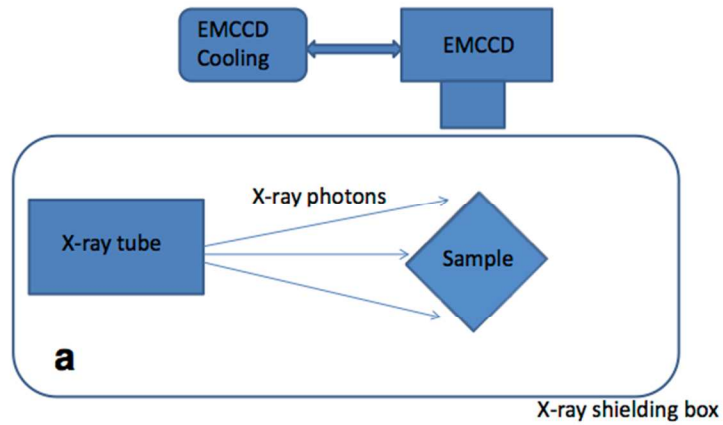 EMCCD
Cooling
EMCCD
X-ray photons
X-ray tube
Sample
a
X-ray shielding box